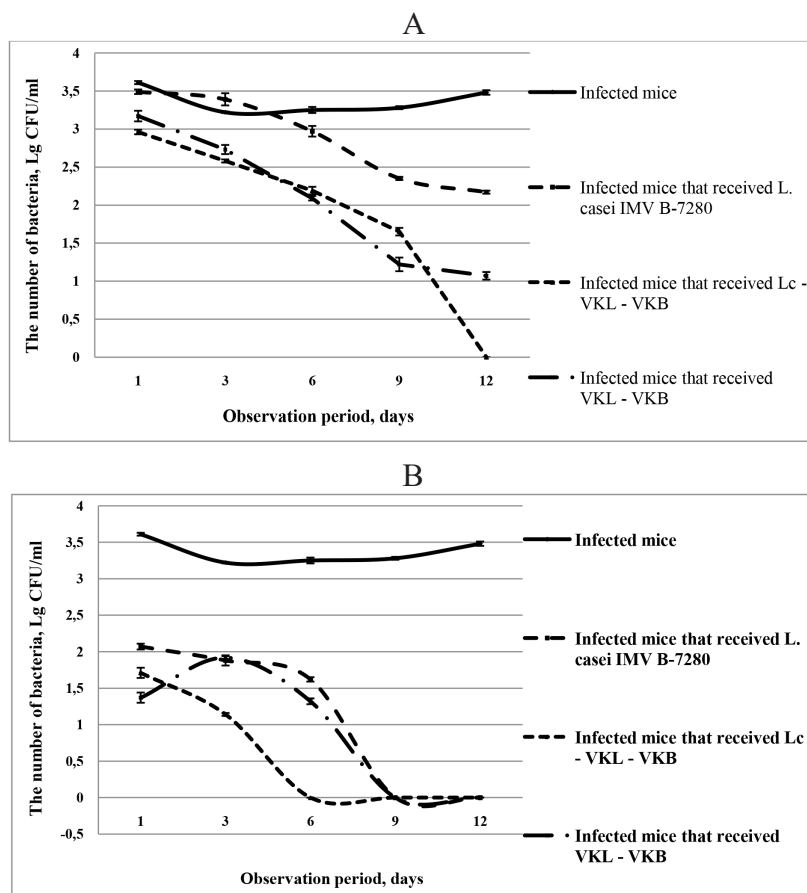 A
The number of bacteria, Lg CFU/ml
4
3,5
3
2,5
2
1,5
1
0,5
0
1 3 6 9 12
Observation period, days
Infected mice
Infected mice that received L.
casei IMV B-7280
Infected mice that received Lc -
VKL - VKB
Infected mice that received
VKL - VKB
B
The number of bacteria, Lg CFU/ml
4
3,5
3
2,5
2
1,5
1
0,5
0
-0,5
1 3 6 9 12
Observation period, days
Infected mice
Infected mice that received L.
casei IMV B-7280
Infected mice that received Lc
- VKL - VKB
Infected mice that received
VKL - VKB